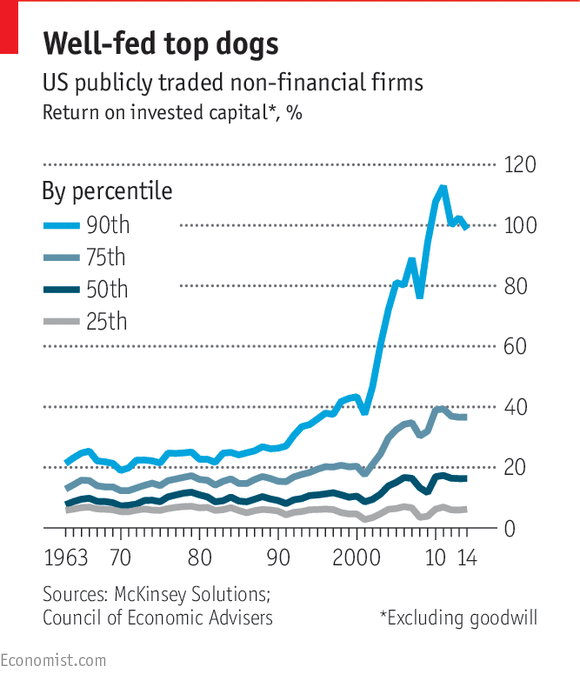 Well-fed top dogs
US publicly traded non-financial firms
Return on invested capital*, %
120
By percentile
90th
100
75th
50th
80
25th
60
40
20
0
1963 70 80 90 2000 10 14
Sources: McKinsey Solutions;
Council of Economic Advisers
*Excluding goodwill
Economist.com